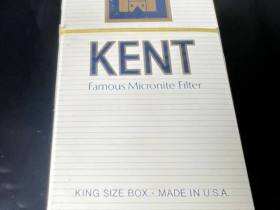 KENT
Famous Micronite Filter
KING SIZE BOX - MADE IN U.S.A.